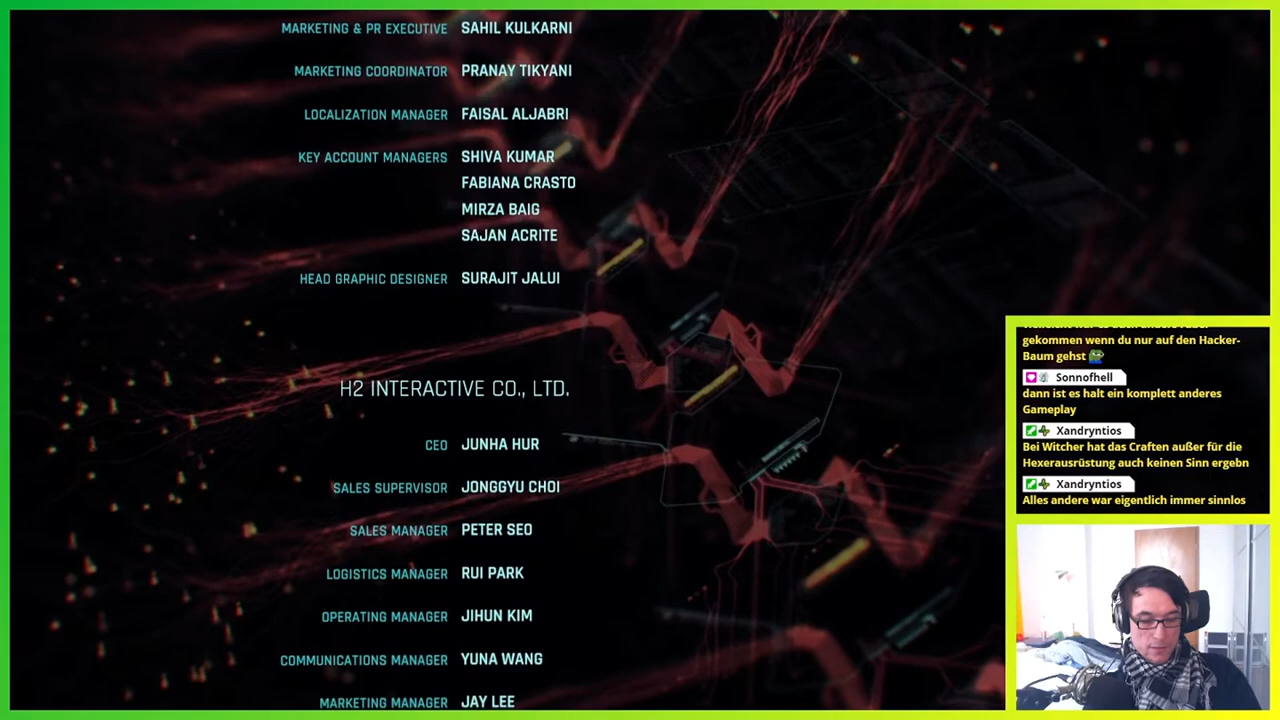 MARKETING & PR EXECUTIVE SAHIL KULKARNI
MARKETING COORDINATOR PRANAY TIKYANI
LOCALIZATION MANAGER FAISAL ALJABRI
KEY ACCOUNT MANAGERS SHIVA KUMAR
FABIANA CRASTO
MIRZA BAIG
SAJAN ACRITE
HEAD GRAPHIC DESIGNER SURAJIT JALUI
H2 INTERACTIVE CO., LTD.
CEO JUNHA HUR
SALES SUPERVISOR JONGGYU CHOI
SALES MANAGER PETER SEO
LOGISTICS MANAGER RUI PARK
OPERATING MANAGER JIHUN KIM
COMMUNICATIONS MANAGER YUNA WANG
MARKETING MANAGER JAY LEE
gekommen wenn du nur auf den Hacker-
Baum gehst
Sonnofhell
dann ist es halt ein komplett anderes
Gameplay
Xandryntios
Bei Witcher hat das Craften außer für die
Hexerausrüstung auch keinen Sinn ergebn
Xandryntios
Alles andere war eigentlich immer sinnlos